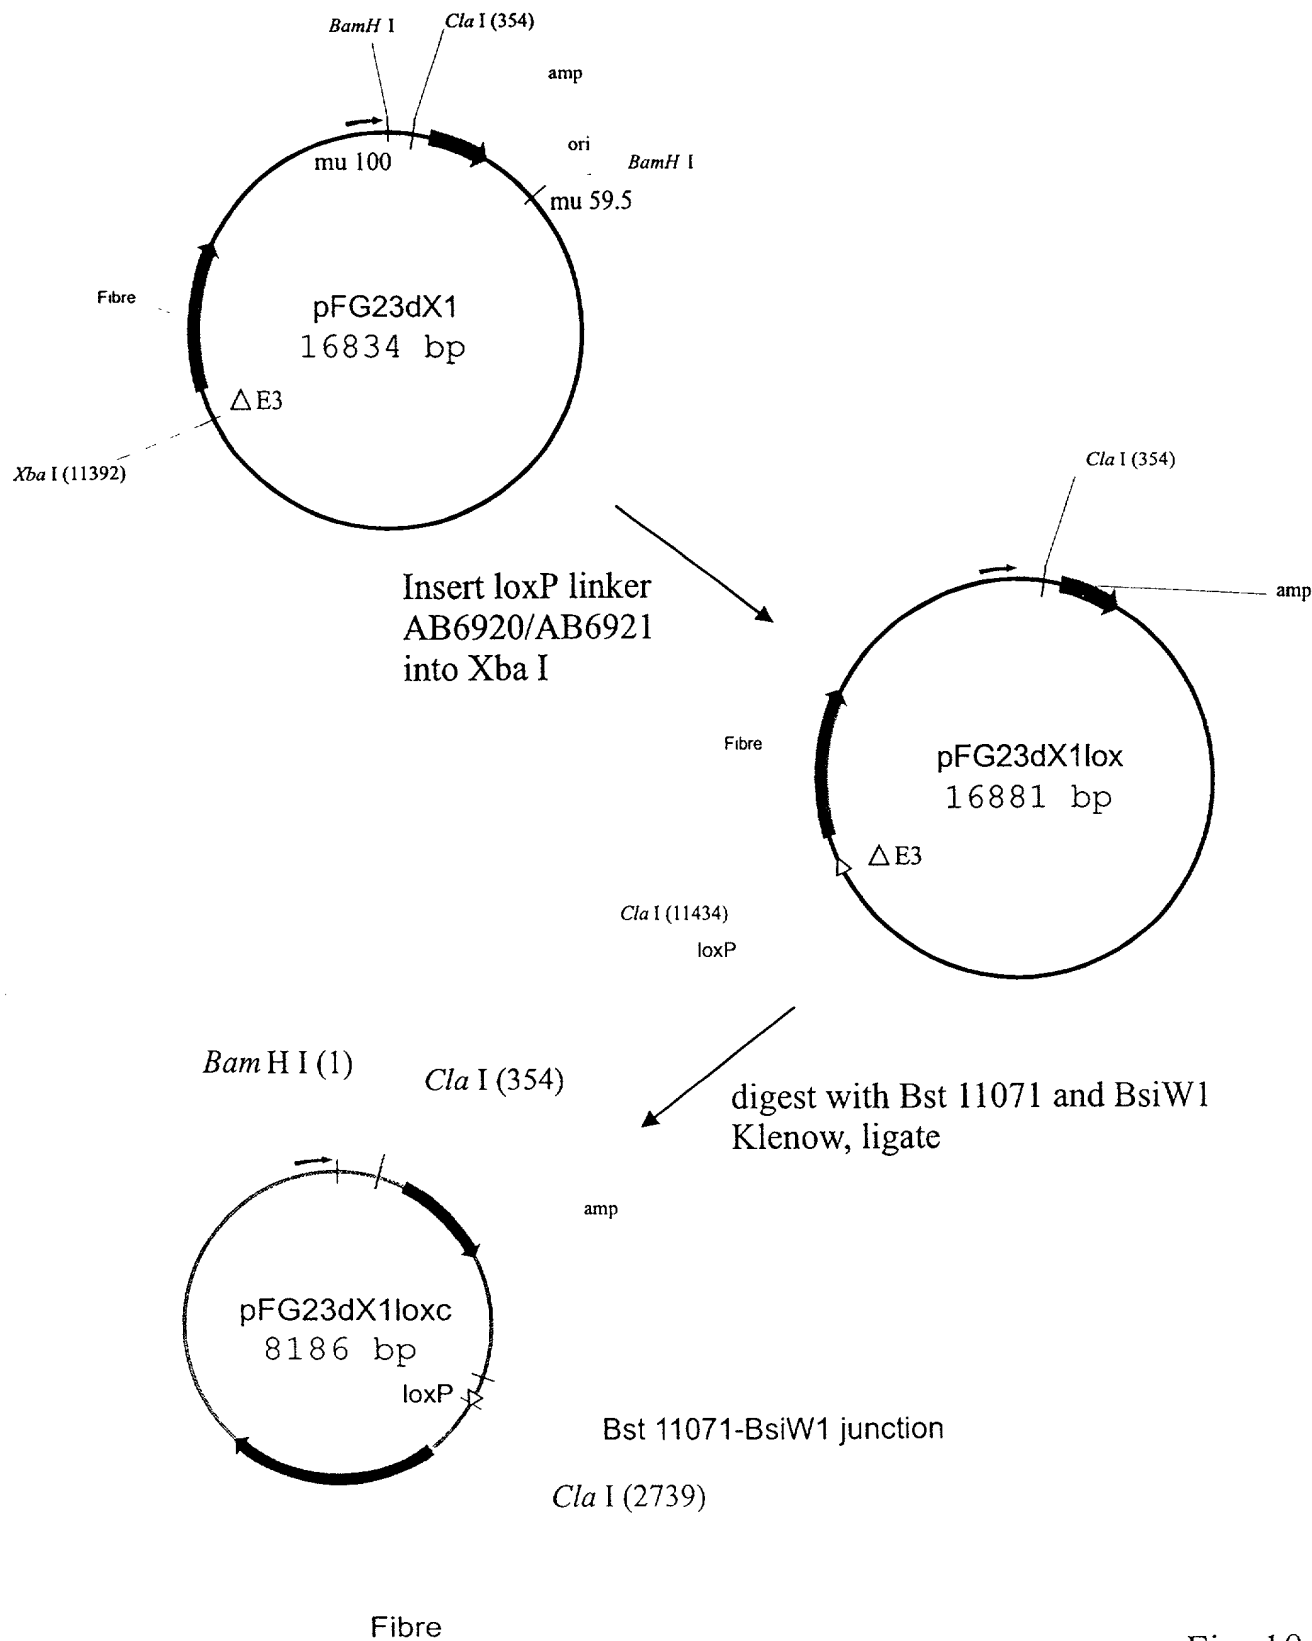 BamH I
Cla I (354)
amp
ori
BamH I
mu 100
mu 59.5
Fibre
pFG23dX1
16834 bp
△ E3
Xba I (11392)
Cla I (354)
Insert loxP linker
AB6920/AB6921
into Xba I
amp
Fibre
pFG23dX1lox
16881 bp
△ E3
Cla I (11434)
loxP
Bam H I (1)
Cla I (354)
digest with Bst 11071 and BsiW1
Klenow, ligate
amp
pFG23dX1loxc
8186 bp
loxP
Bst 11071-BsiW1 junction
Cla I (2739)
Fibre